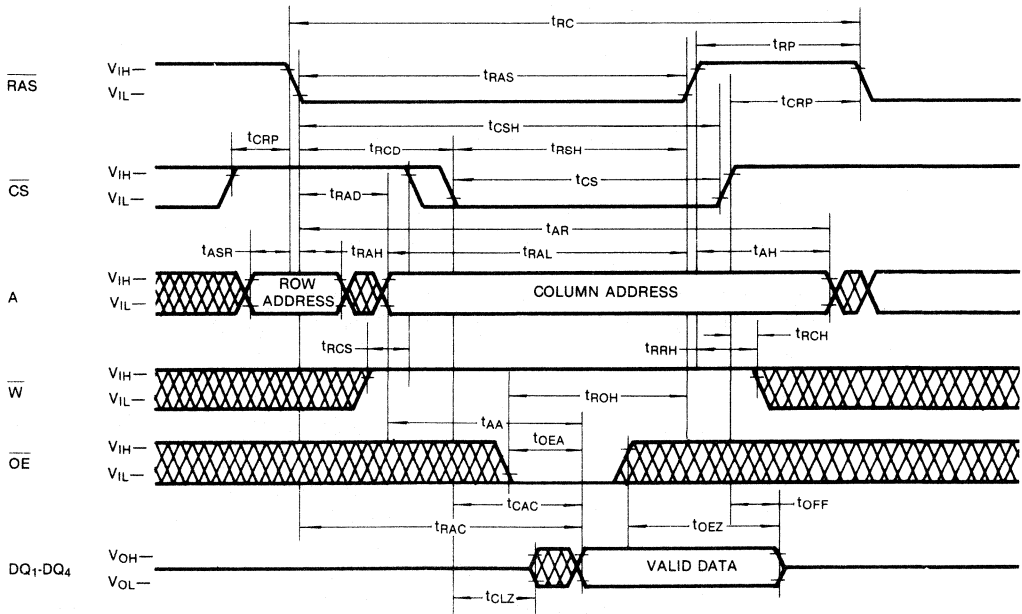 tRC
tRP
RAS
VIH
VIL
tRAS
tCRP
tCSH
tCRP
tRCD
tRSH
CS
VIH
VIL
tRAD
tCS
tAR
tASR
tRAH
tRAL
tAH
A
VIH
VIL
ROW
ADDRESS
COLUMN ADDRESS
tRCS
tRRH
tRCH
W
VIH
VIL
tROH
tAA
tOEA
OE
VIH
VIL
tCAC
tOFF
tRAC
tOEZ
DQ1-DQ4
VOH
VOL
VALID DATA
tCLZ